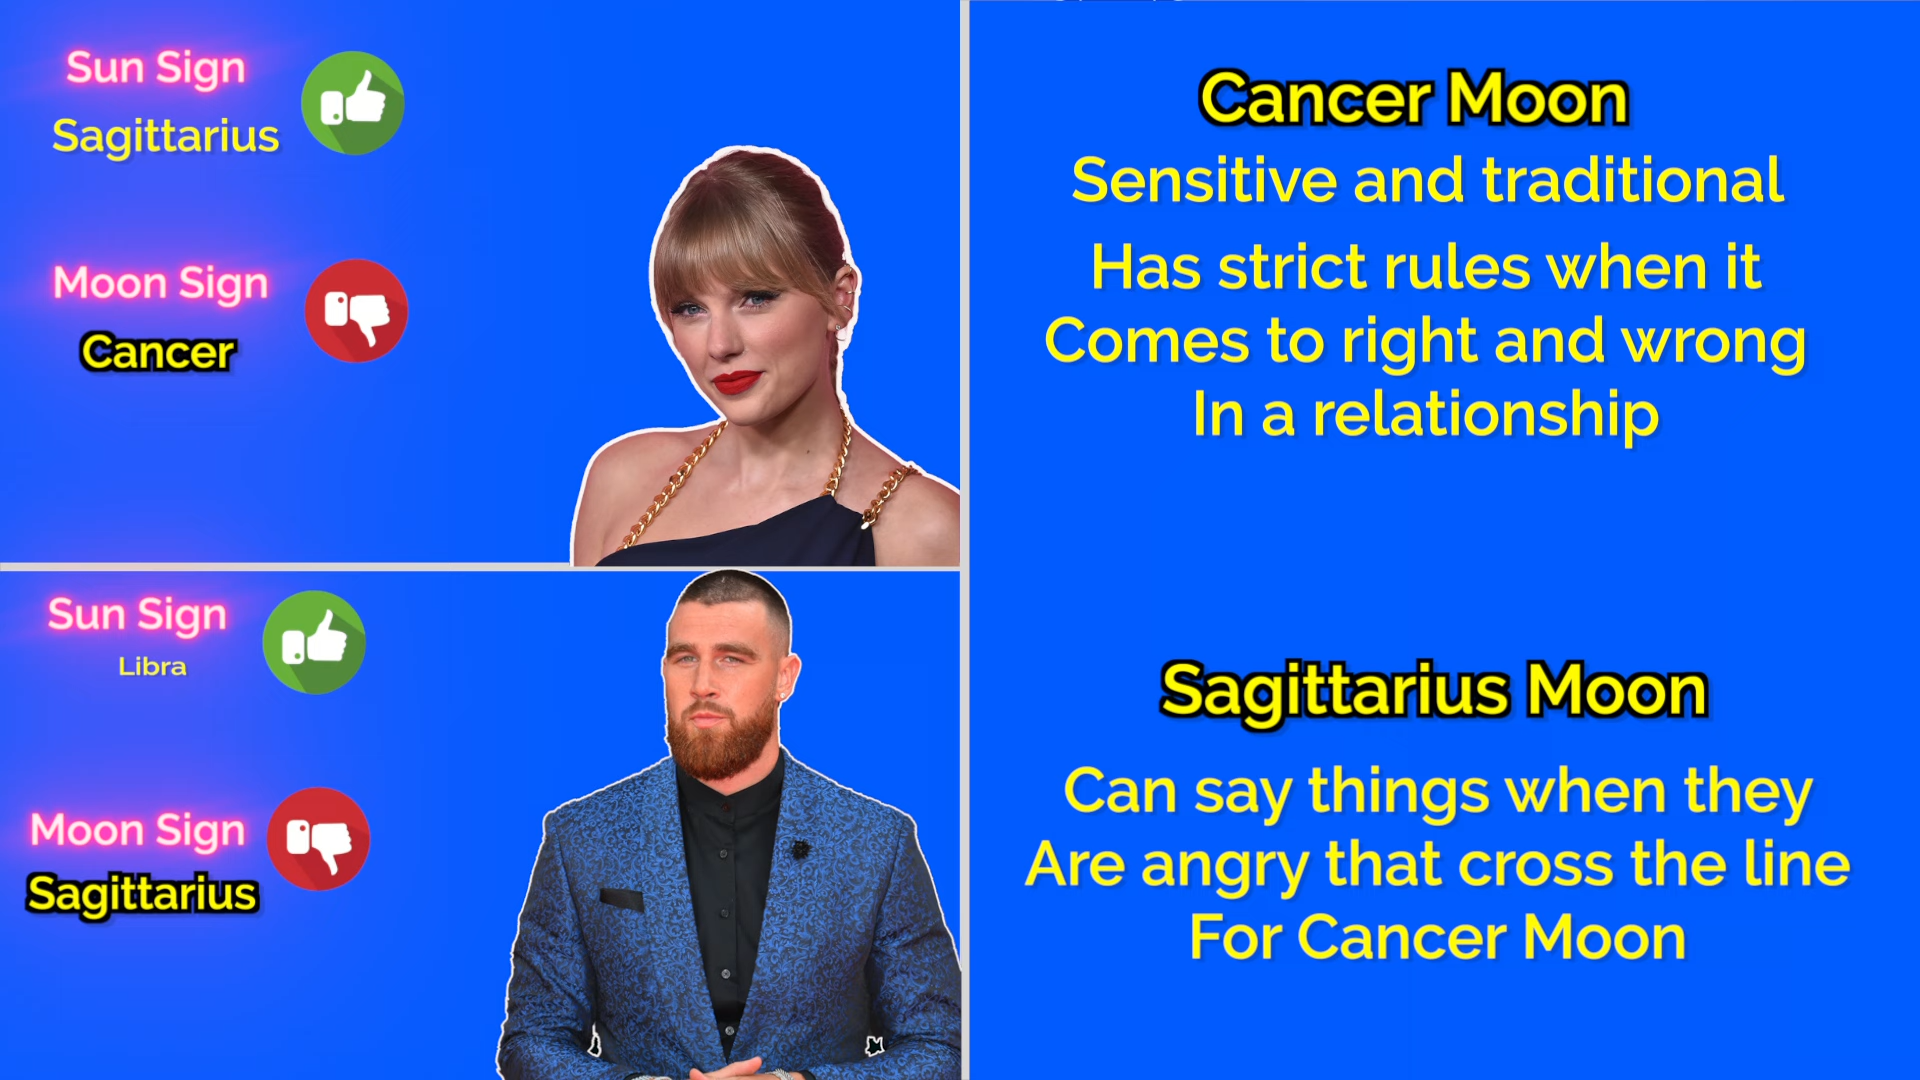 Sun Sign
Sagittarius
Moon Sign
Cancer
Sun Sign
Libra
Moon Sign
Sagittarius
Cancer Moon
Sensitive and traditional
Has strict rules when it
Comes to right and wrong
In a relationship
Sagittarius Moon
Can say things when they
Are angry that cross the line
For Cancer Moon